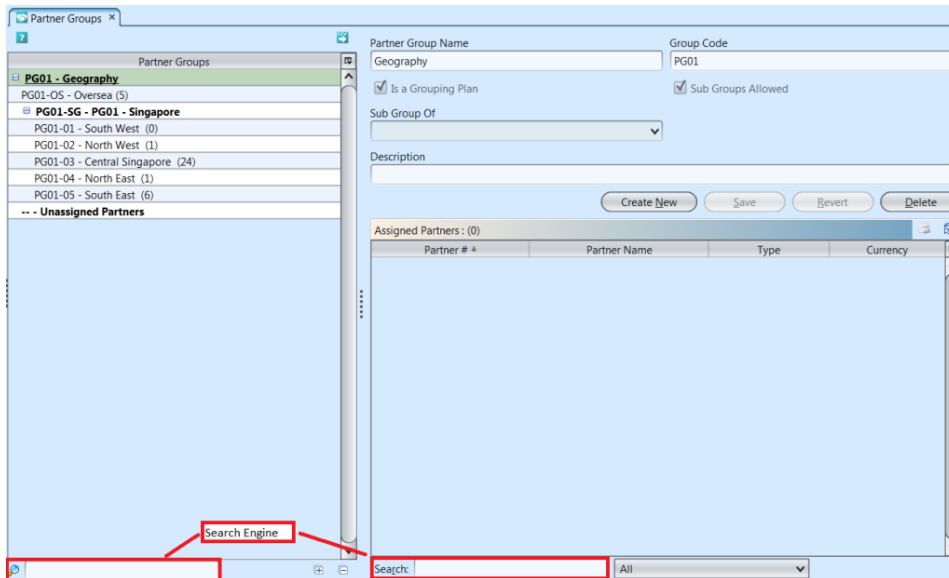 Partner Groups ×
?
Partner Groups
PG01 - Geography
PG01-OS - Oversea (5)
PG01-SG - PG01 - Singapore
PG01-01 - South West (0)
PG01-02 - North West (1)
PG01-03 - Central Singapore (24)
PG01-04 - North East (1)
PG01-05 - South East (6)
-- - Unassigned Partners
Search Engine
Partner Group Name
Group Code
Geography
PG01
Is a Grouping Plan
Sub Groups Allowed
Sub Group Of
Description
Create New
Save
Revert
Delete
Assigned Partners : (0)
Partner #
Partner Name
Type
Currency
Search:
All